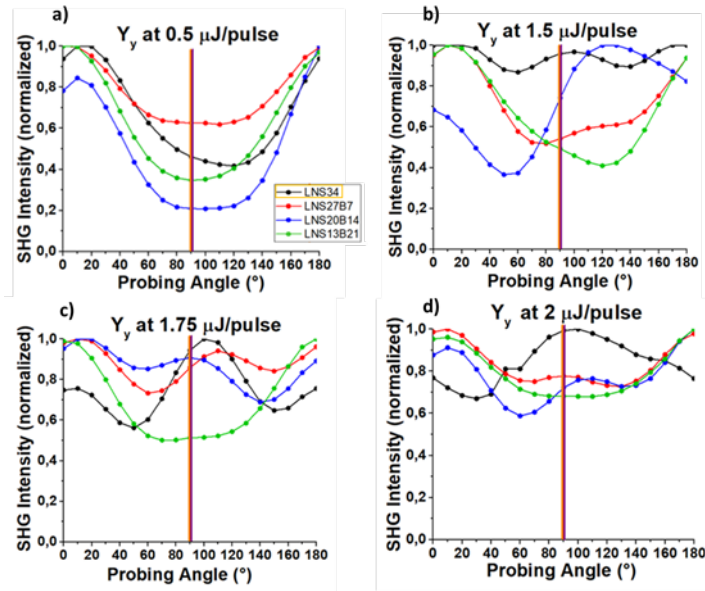 a)
Y_y at 0.5 μJ/pulse
SHG Intensity (normalized)
1,0
0,8
0,6
0,4
0,2
0,0
LNS34
LNS27B7
LNS20B14
LNS13B21
0 20 40 60 80 100 120 140 160 180
Probing Angle (°)
b)
Y_y at 1.5 μJ/pulse
SHG Intensity (normalized)
1,0
0,8
0,6
0,4
0,2
0,0
0 20 40 60 80 100 120 140 160 180
Probing Angle (°)
c)
Y_y at 1.75 μJ/pulse
SHG Intensity (normalized)
1,0
0,8
0,6
0,4
0,2
0,0
0 20 40 60 80 100 120 140 160 180
Probing Angle (°)
d)
Y_y at 2 μJ/pulse
SHG Intensity (normalized)
1,0
0,8
0,6
0,4
0,2
0,0
0 20 40 60 80 100 120 140 160 180
Probing Angle (°)